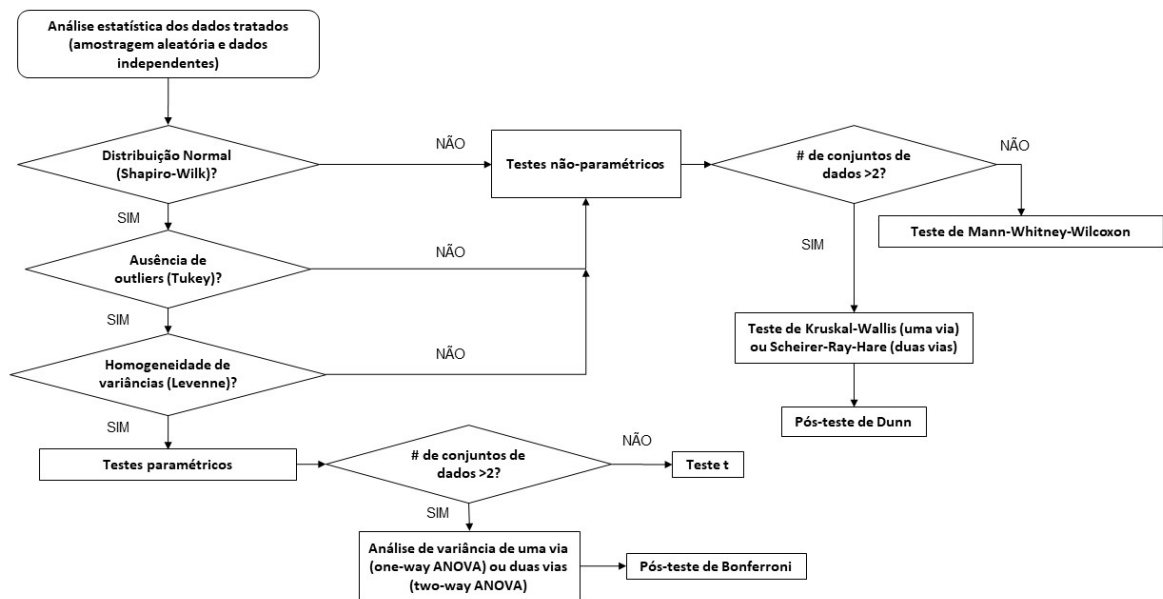 Análise estatística dos dados tratados
(amostragem aleatória e dados
independentes)
Distribuição Normal
(Shapiro-Wilk)?
NÃO
Testes não-paramétricos
# de conjuntos de
dados >2?
NÃO
Teste de Mann-Whitney-Wilcoxon
SIM
Ausência de
outliers (Tukey)?
NÃO
SIM
SIM
Homogeneidade de
variâncias (Levenne)?
NÃO
Teste de Kruskal-Wallis (uma via)
ou Scheirer-Ray-Hare (duas vias)
Pós-teste de Dunn
SIM
Testes paramétricos
# de conjuntos de
dados >2?
NÃO
Teste t
SIM
Análise de variância de uma via
(one-way ANOVA) ou duas vias
(two-way ANOVA)
Pós-teste de Bonferroni